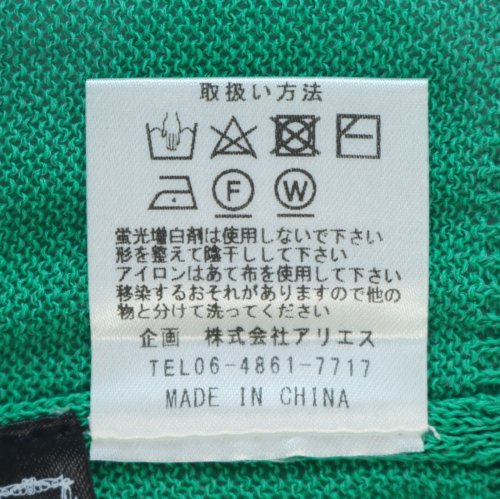 取扱い方法
F W
蛍光増白剤は使用しないで下さい
形を整えて陰干しして下さい
アイロンはあて布を使用して下さい
移染するおそれがありますので他の
物と分けて洗ってください
企画 株式会社アリエス
TEL06-4861-7717
MADE IN CHINA